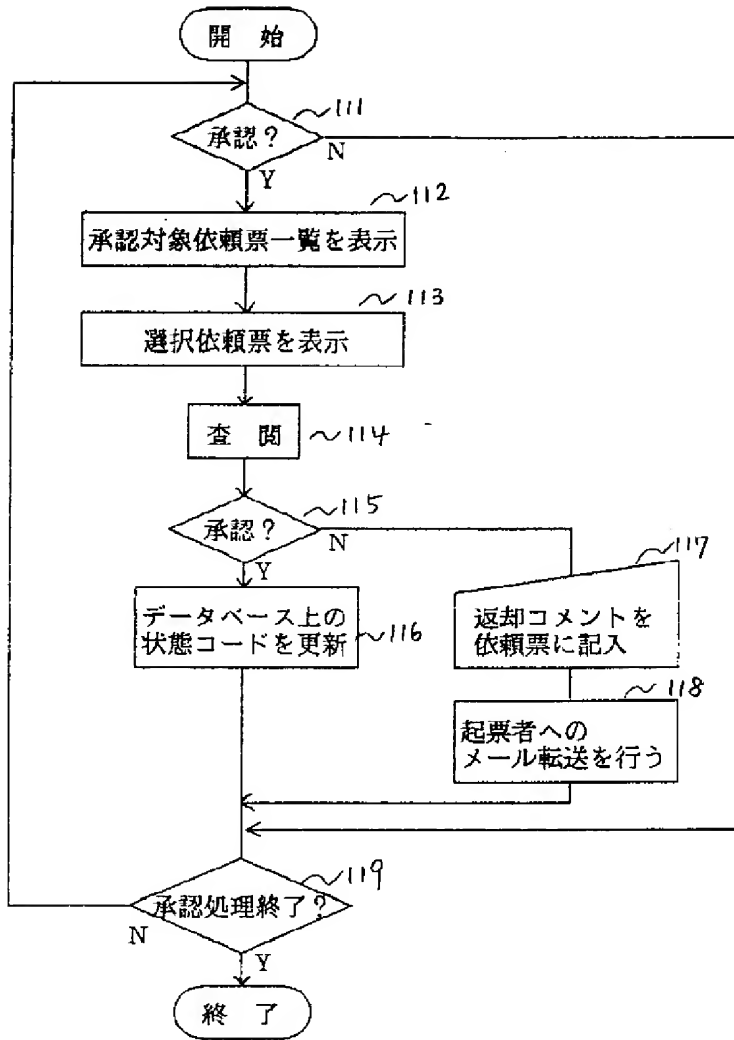 開 始
111
承認?
N
Y
112
承認対象依頼票一覧を表示
113
選択依頼票を表示
査 閲
114
115
承認?
N
Y
117
データベース上の
状態コードを更新
116
返却コメントを
依頼票に記入
118
起票者への
メール転送を行う
119
承認処理終了?
N
Y
終 了